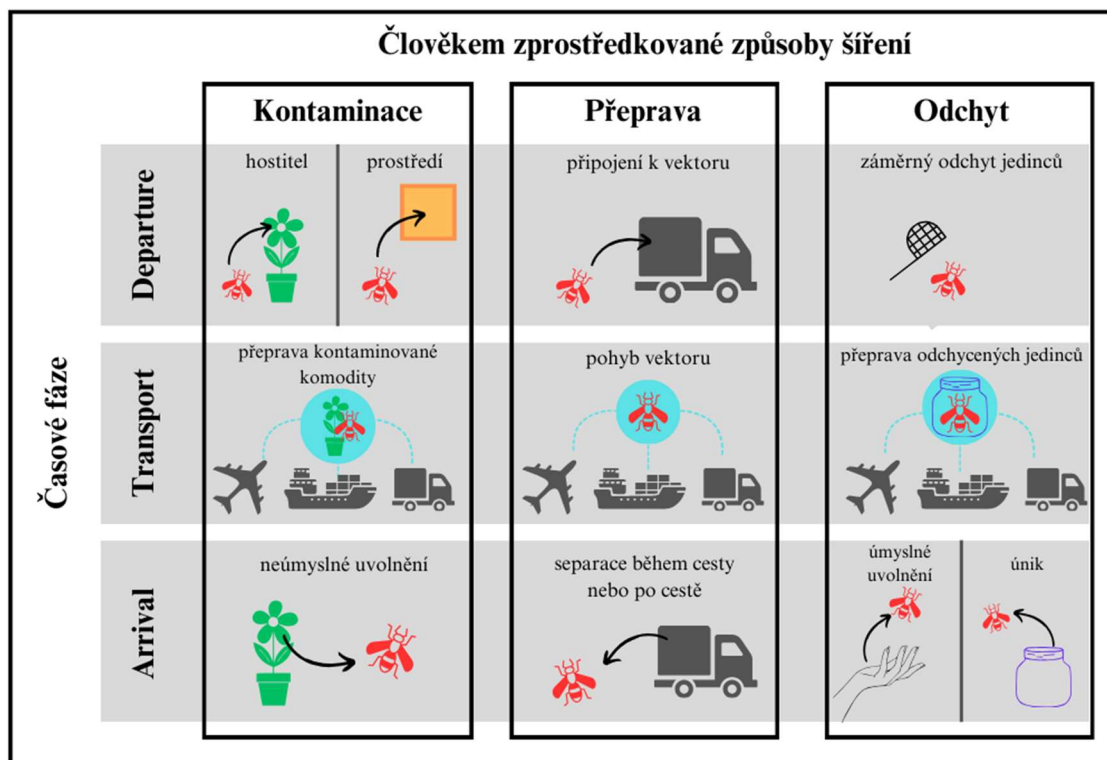 Člověkem zprostředkované způsoby šíření
Kontaminace
Přeprava
Odchyt
Časové fáze
Departure
hostitel
prostředí
připojení k vektoru
záměrný odchyt jedinců
Transport
přeprava kontaminované
komodity
pohyb vektoru
přeprava odchycených jedinců
Arrival
neúmyslné uvolnění
separace během cesty
nebo po cestě
úmyslné
uvolnění
únik